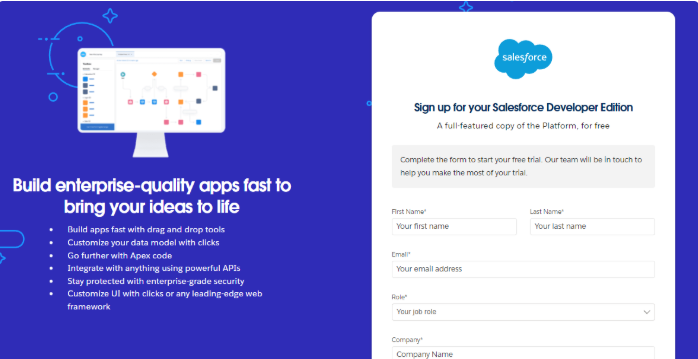 Build enterprise-quality apps fast to
bring your ideas to life
Build apps fast with drag and drop tools
Customize your data model with clicks
Go further with Apex code
Integrate with anything using powerful APIs
Stay protected with enterprise-grade security
Customize UI with clicks or any leading-edge web
framework
salesforce
Sign up for your Salesforce Developer Edition
A full-featured copy of the Platform, for free
Complete the form to start your free trial. Our team will be in touch to
help you make the most of your trial.
First Name* Last Name*
Your first name Your last name
Email*
Your email address
Role*
Your job role
Company*
Company Name